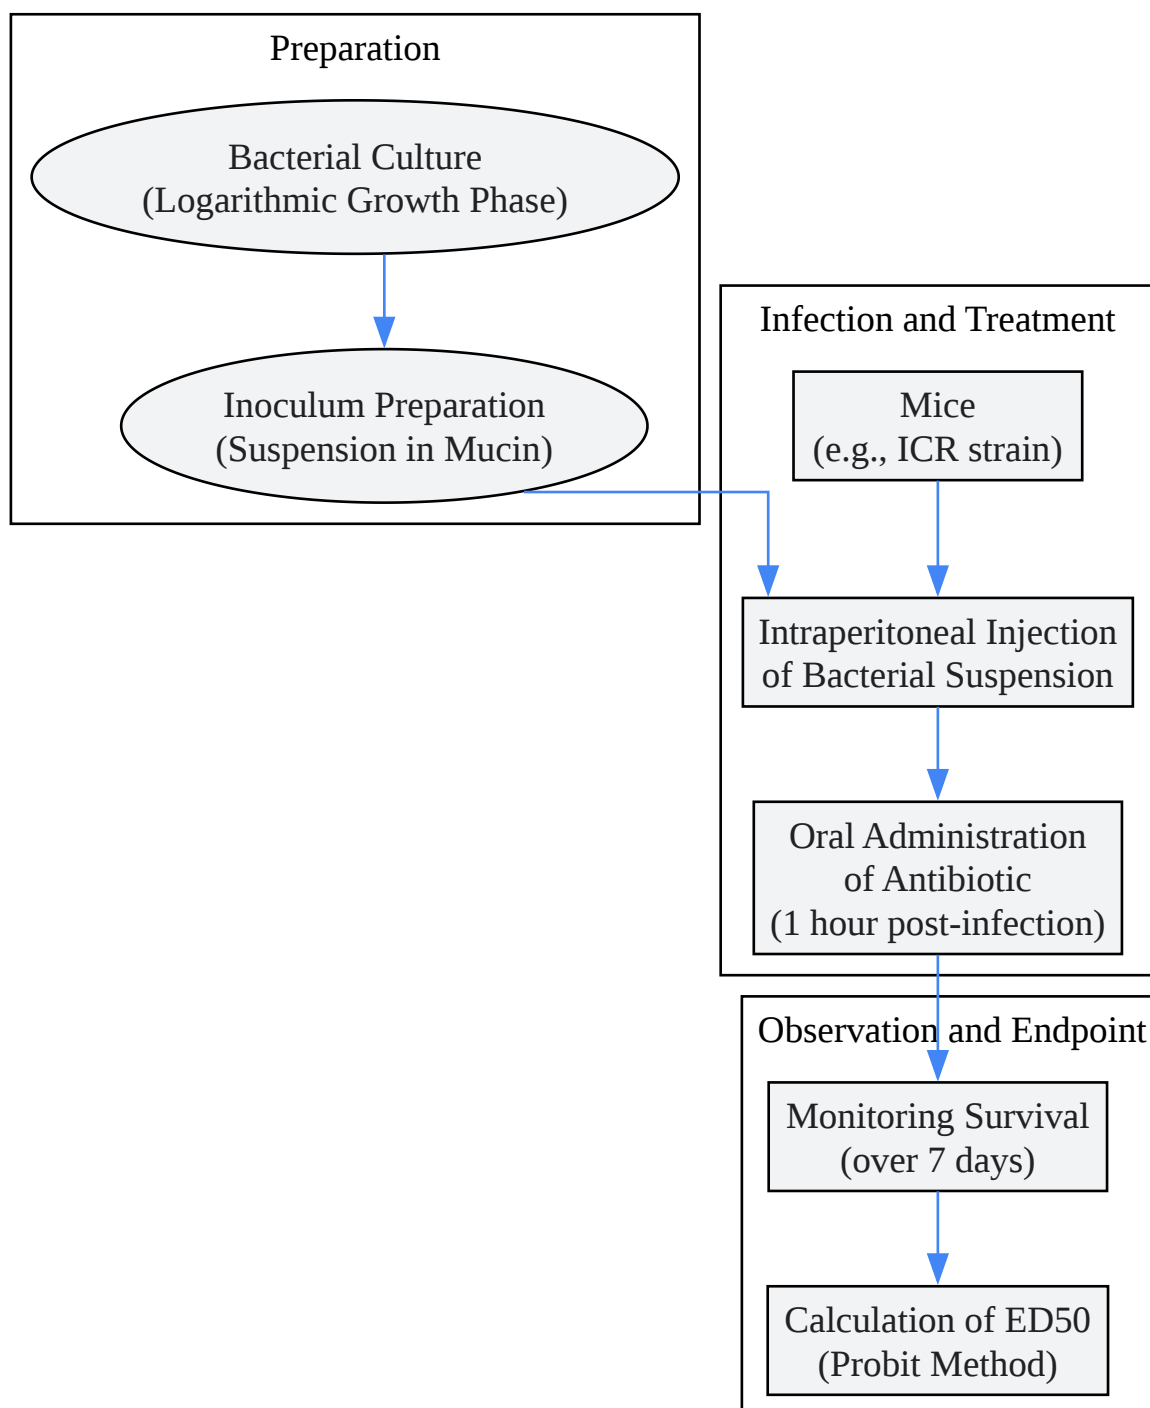 Preparation
Bacterial Culture
(Logarithmic Growth Phase)
Inoculum Preparation
(Suspension in Mucin)
Infection and Treatment
Mice
(e.g., ICR strain)
Intraperitoneal Injection
of Bacterial Suspension
Oral Administration
of Antibiotic
(1 hour post-infection)
Observation and Endpoint
Monitoring Survival
(over 7 days)
Calculation of ED50
(Probit Method)